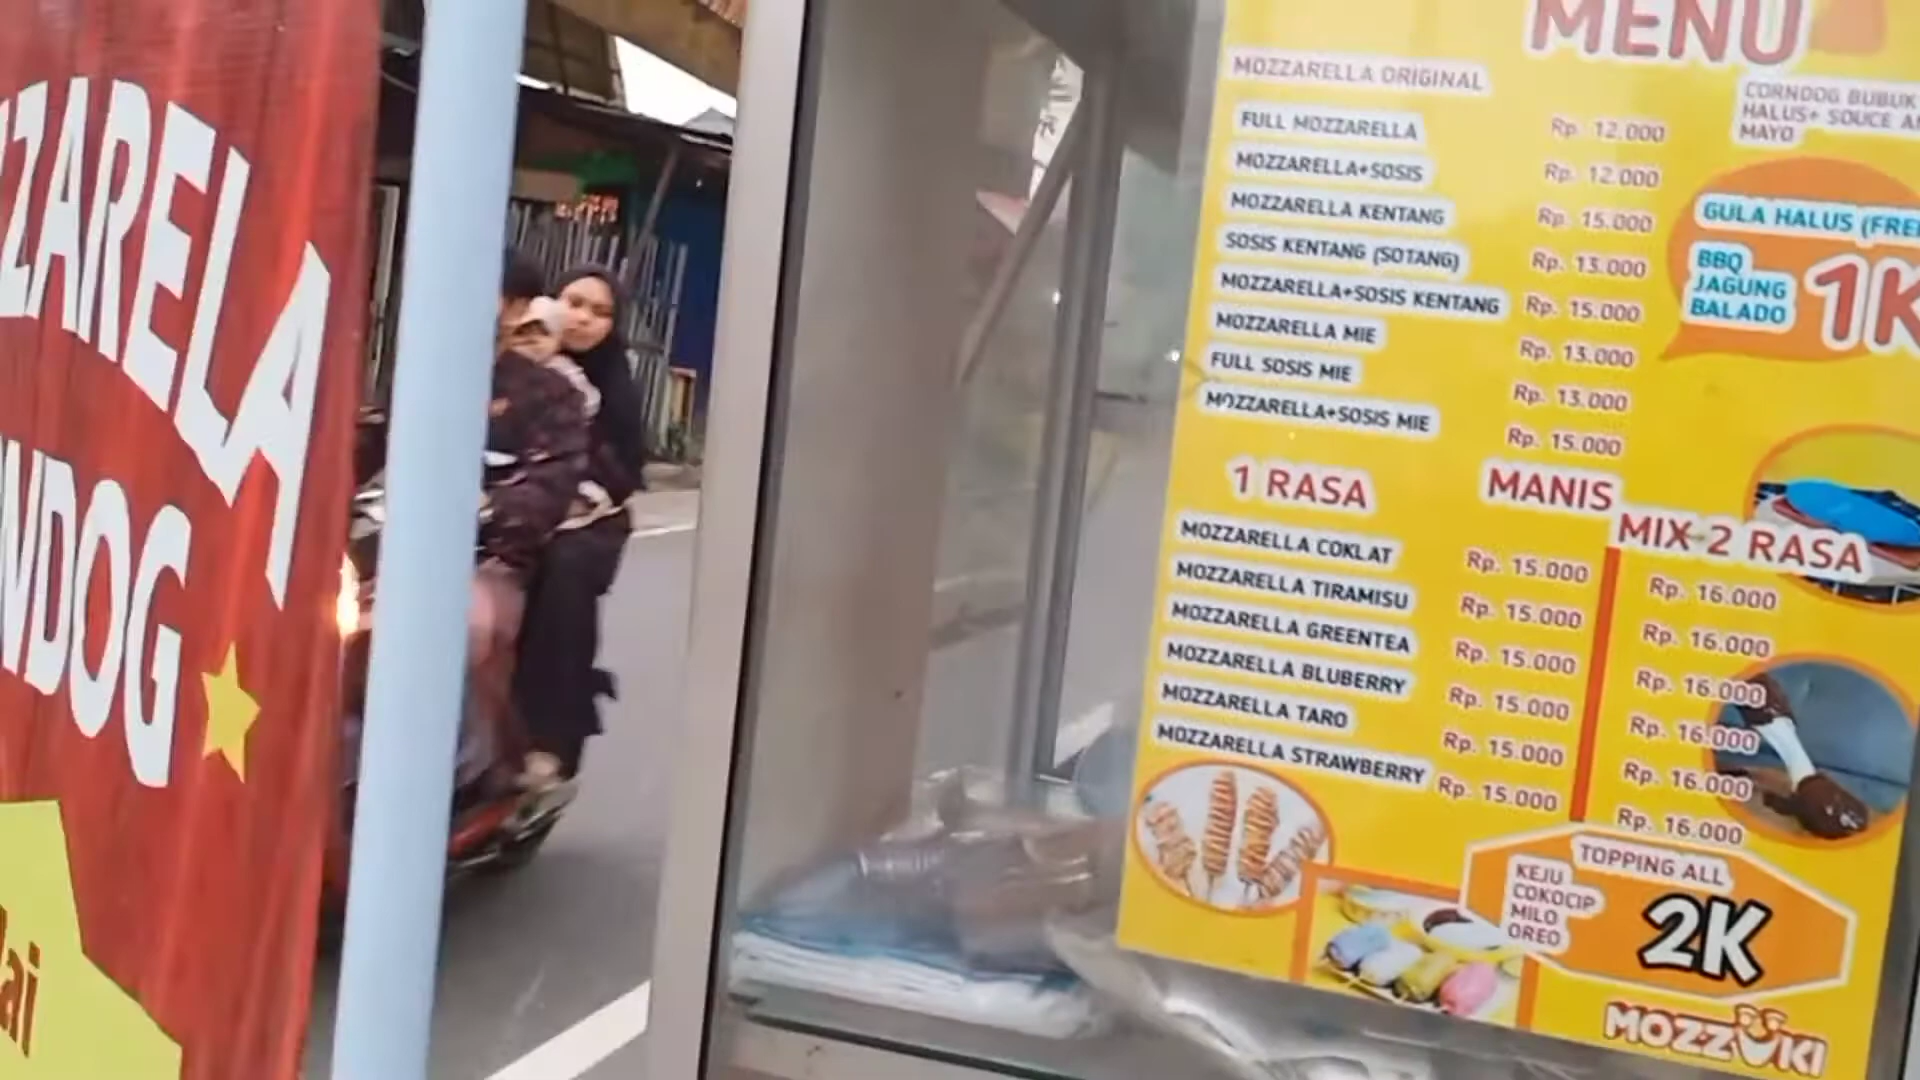 ZZARELA
NDOG
ai
MENU
MOZZARELLA ORIGINAL
FULL MOZZARELLA Rp. 12.000
MOZZARELLA+SOSIS Rp. 12.000
MOZZARELLA KENTANG Rp. 15.000
SOSIS KENTANG (SOTANG) Rp. 13.000
MOZZARELLA+SOSIS KENTANG Rp. 15.000
MOZZARELLA MIE Rp. 13.000
FULL SOSIS MIE Rp. 13.000
MOZZARELLA+SOSIS MIE Rp. 15.000
CORNDOG BUBUK
HALUS+ SOUCE
MAYO
GULA HALUS (FRE
BBQ
JAGUNG
BALADO
1K
1 RASA MANIS MIX 2 RASA
MOZZARELLA COKLAT Rp. 15.000 Rp. 16.000
MOZZARELLA TIRAMISU Rp. 15.000 Rp. 16.000
MOZZARELLA GREENTEA Rp. 15.000 Rp. 16.000
MOZZARELLA BLUBERRY Rp. 15.000 Rp. 16.000
MOZZARELLA TARO Rp. 15.000 Rp. 16.000
MOZZARELLA STRAWBERRY Rp. 15.000 Rp. 16.000
TOPPING ALL
KEJU
COKOCIP
MILO
OREO
2K
MOZZUKI